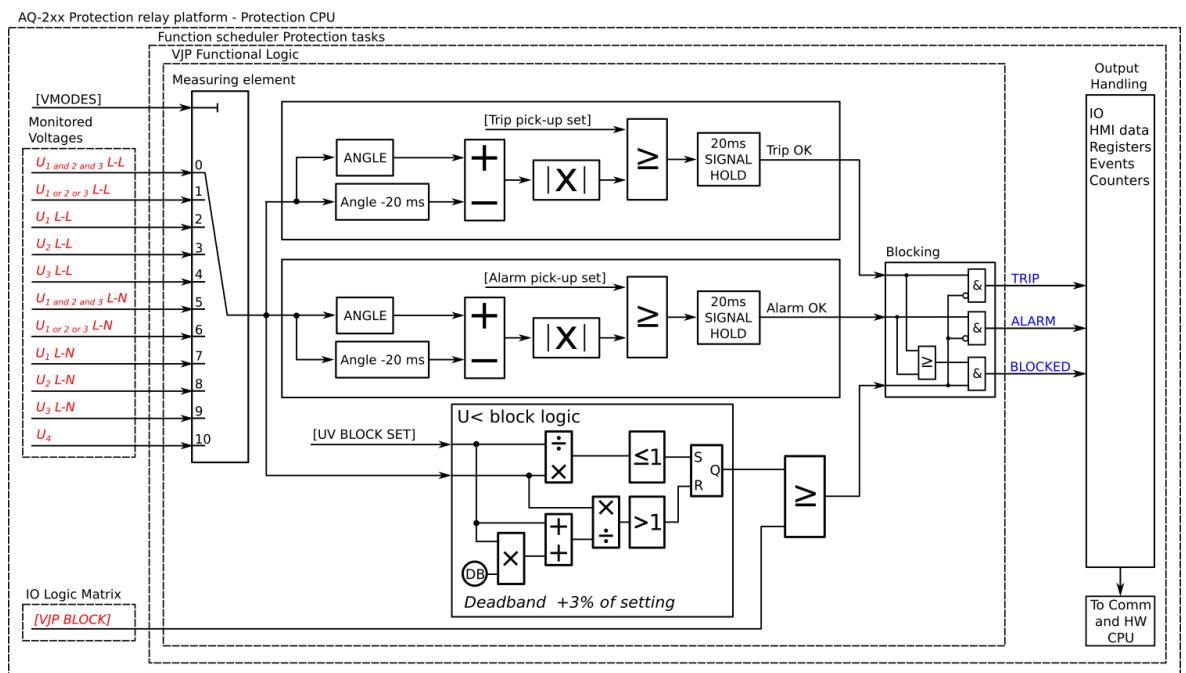 AQ-2xx Protection relay platform - Protection CPU
Function scheduler Protection tasks
VJP Functional Logic
Measuring element
[VMODES]
Monitored
Voltages
U1 and 2 and 3 L-L
U1 or 2 or 3 L-L
U1 L-L
U2 L-L
U3 L-L
U1 and 2 and 3 L-N
U1 or 2 or 3 L-N
U1 L-N
U2 L-N
U3 L-N
U4
0
1
2
3
4
5
6
7
8
9
10
[Trip pick-up set]
ANGLE
Angle -20 ms
+
−
|X|
≥
20ms
SIGNAL
HOLD
Trip OK
[Alarm pick-up set]
ANGLE
Angle -20 ms
+
−
|X|
≥
20ms
SIGNAL
HOLD
Alarm OK
U< block logic
[UV BLOCK SET]
÷
×
≤1
S
Q
R
×
÷
>1
+
+
×
DB
Deadband +3% of setting
≥
Blocking
&
&
≥
&
TRIP
ALARM
BLOCKED
Output
Handling
IO
HMI data
Registers
Events
Counters
To Comm
and HW
CPU
IO Logic Matrix
[VJP BLOCK]